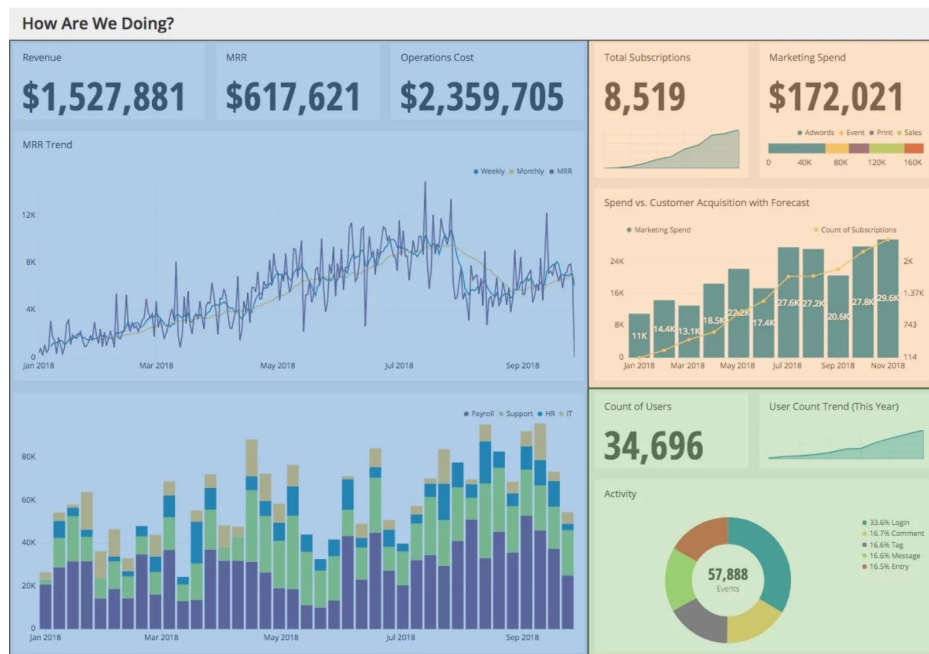 How Are We Doing?
Revenue
$1,527,881
MRR
$617,621
Operations Cost
$2,359,705
MRR Trend
Weekly Monthly MRR
12K
8K
4K
0
Jan 2018 Mar 2018 May 2018 Jul 2018 Sep 2018
Payroll Support HR IT
80K
60K
40K
20K
0
Jan 2018 Mar 2018 May 2018 Jul 2018 Sep 2018
Total Subscriptions
8,519
Marketing Spend
$172,021
Adwords Event Print Sales
0 40K 80K 120K 160K
Spend vs. Customer Acquisition with Forecast
Marketing Spend Count of Subscriptions
24K
16K
8K
0
11K 14.4K 13.1K 18.5K 22.2K 17.4K 27.6K 27.2K 20.6K 27.8K 29.6K
2K
1.37K
743
114
Jan 2018 Mar 2018 May 2018 Jul 2018 Sep 2018 Nov 2018
Count of Users
34,696
User Count Trend (This Year)
Activity
57,888
Events
33.6% Login
16.7% Comment
16.6% Tag
16.6% Message
16.5% Entry